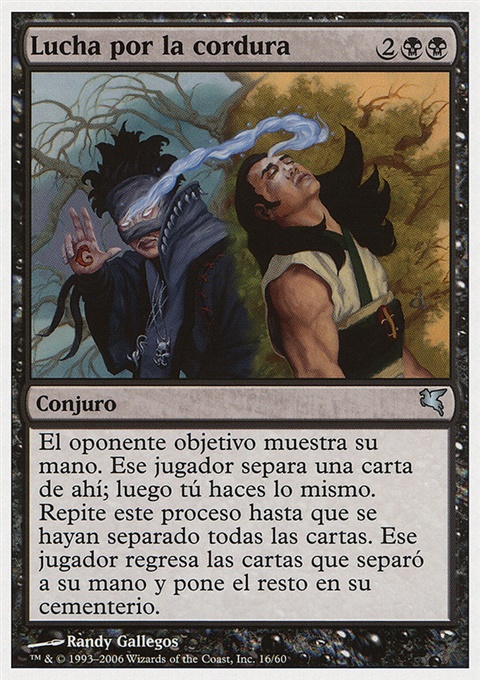 Lucha por la cordura 2
Conjuro
El oponente objetivo muestra su
mano. Ese jugador separa una carta
de ahí; luego tú haces lo mismo.
Repite este proceso hasta que se
hayan separado todas las cartas. Ese
jugador regresa las cartas que separó
a su mano y pone el resto en su
cementerio.
Randy Gallegos
™ & © 1993–2006 Wizards of the Coast, Inc. 16/60